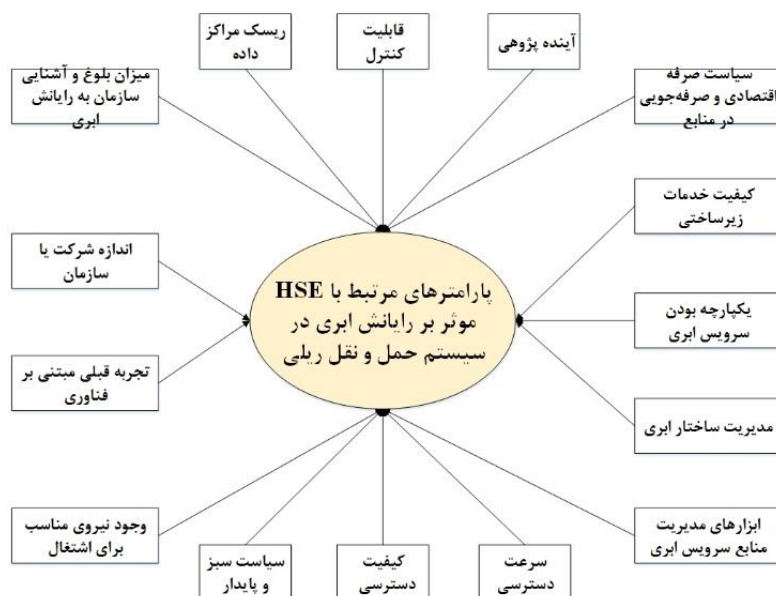 آینده پژوهی
قابلیت
کنترل
ریسک مراکز
داده
سیاست صرفه
اقتصادی و صرفه‌جویی
در منابع
میزان بلوغ و آشنایی
سازمان به رایانش
ابری
کیفیت خدمات
زیرساختی
اندازه شرکت یا
سازمان
پارامترهای مرتبط با HSE
موثر بر رایانش ابری در
سیستم حمل و نقل ریلی
یکپارچه بودن
سرویس ابری
تجربه قبلی مبتنی بر
فناوری
مدیریت ساختار ابری
ابزارهای مدیریت
منابع سرویس ابری
وجود نیروی مناسب
برای اشتغال
سرعت
دسترسی
کیفیت
دسترسی
سیاست سبز
و پایدار